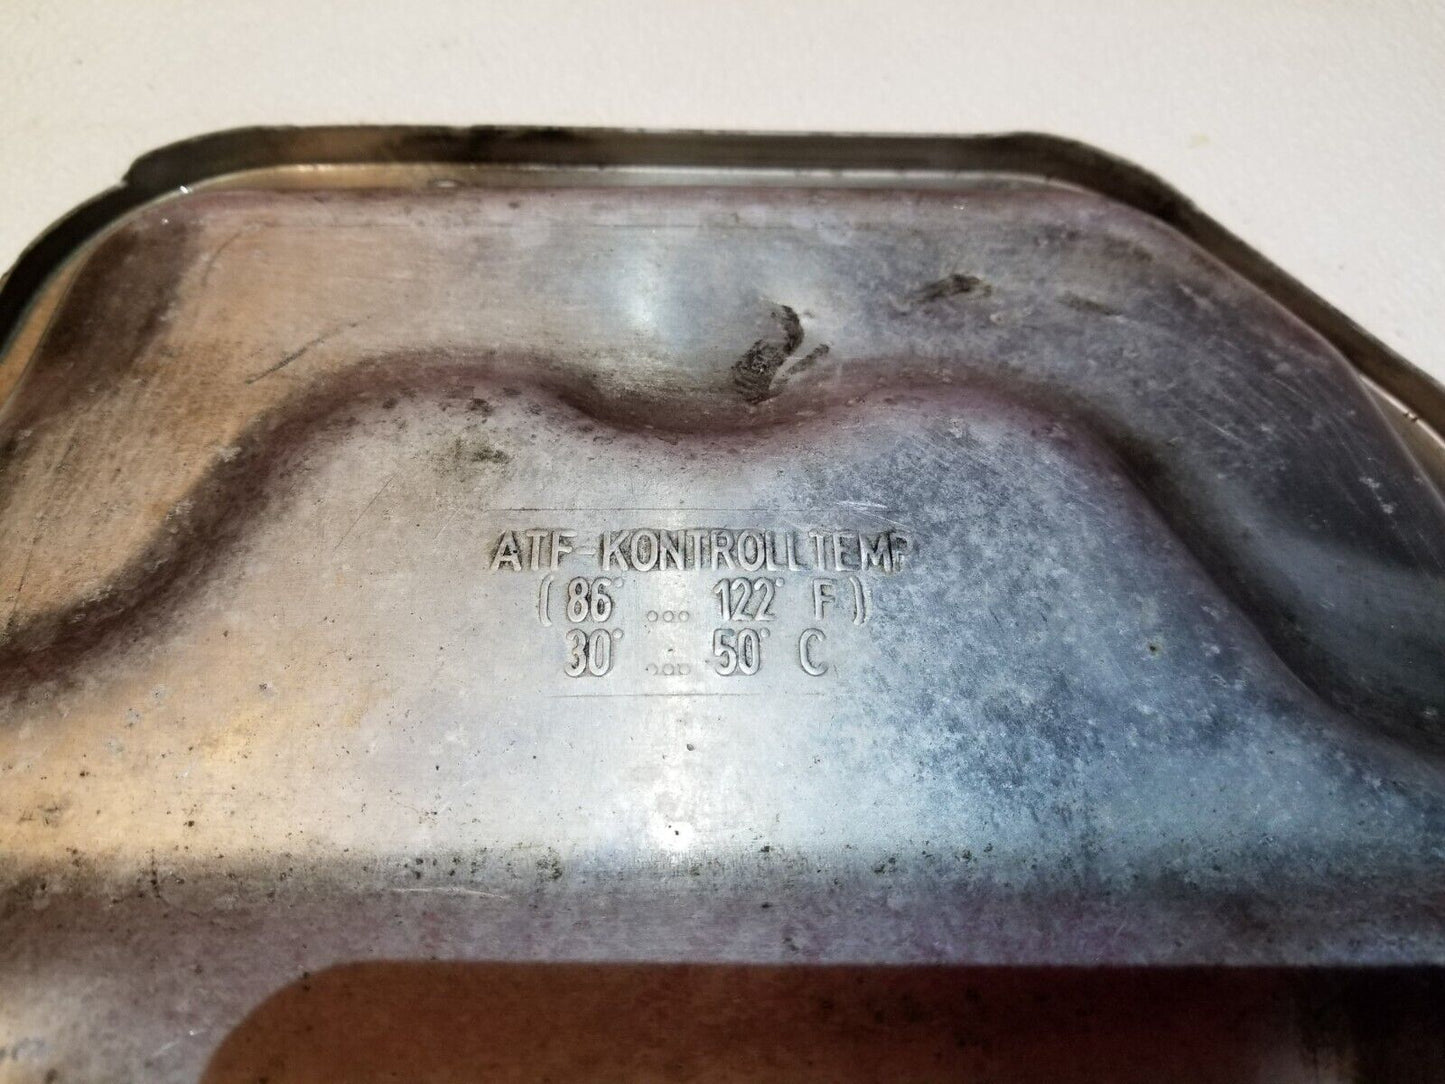 ATF-KONTROLLTEMP
(86° ... 122° F)
30° ... 50° C